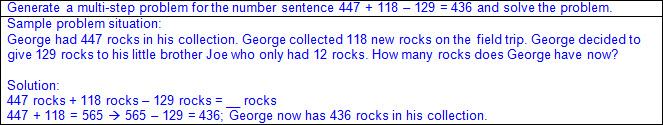 Generate a multi-step problem for the number sentence 447 + 118 – 129 = 436 and solve the problem.
Sample problem situation:
George had 447 rocks in his collection. George collected 118 new rocks on the field trip. George decided to
give 129 rocks to his little brother Joe who only had 12 rocks. How many rocks does George have now?
Solution:
447 rocks + 118 rocks – 129 rocks = __ rocks
447 + 118 = 565 → 565 – 129 = 436; George now has 436 rocks in his collection.